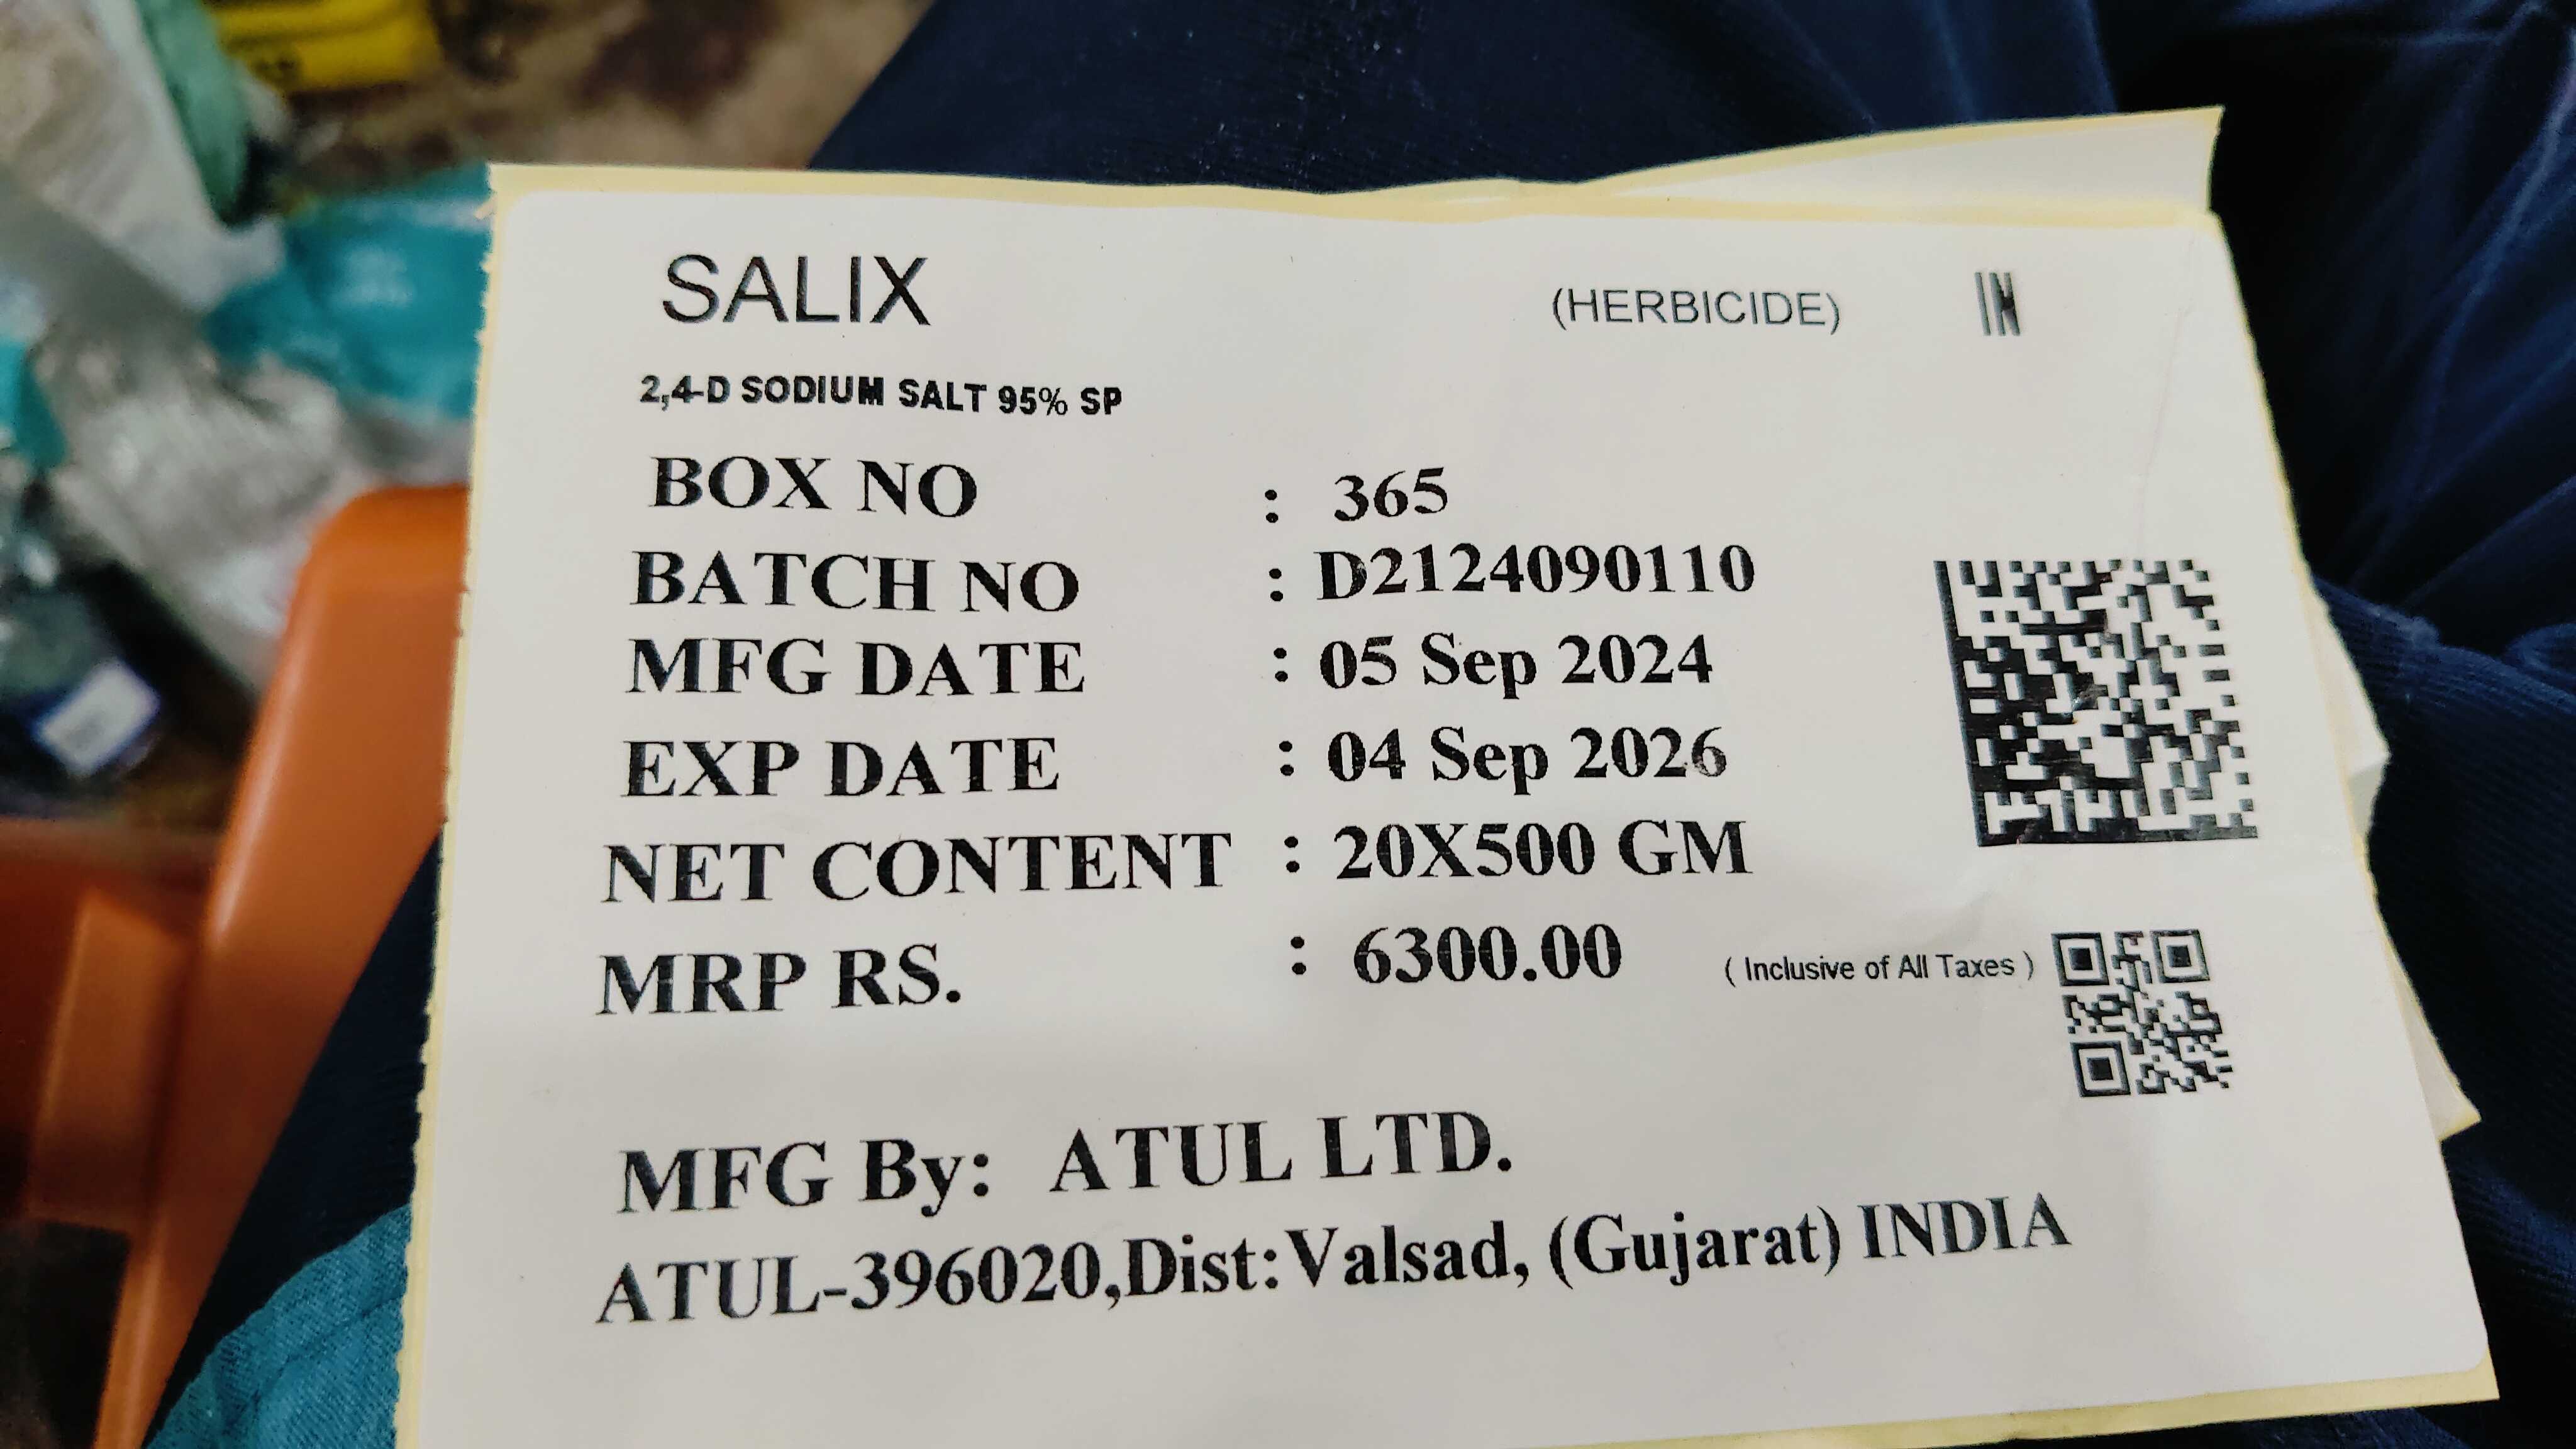 SALIX (HERBICIDE) IN
2,4-D SODIUM SALT 95% SP
BOX NO : 365
BATCH NO : D2124090110
MFG DATE : 05 Sep 2024
EXP DATE : 04 Sep 2026
NET CONTENT : 20X500 GM
MRP RS. : 6300.00 ( Inclusive of All Taxes )
MFG By: ATUL LTD.
ATUL-396020,Dist:Valsad, (Gujarat) INDIA